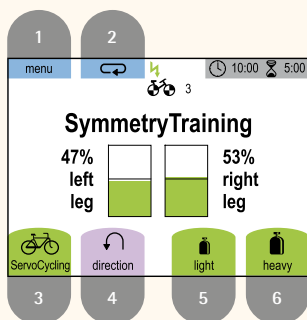 1 2
menu 10:00 5:00
3
SymmetryTraining
47% 53%
left right
leg leg
ServoCycling direction light heavy
3 4 5 6